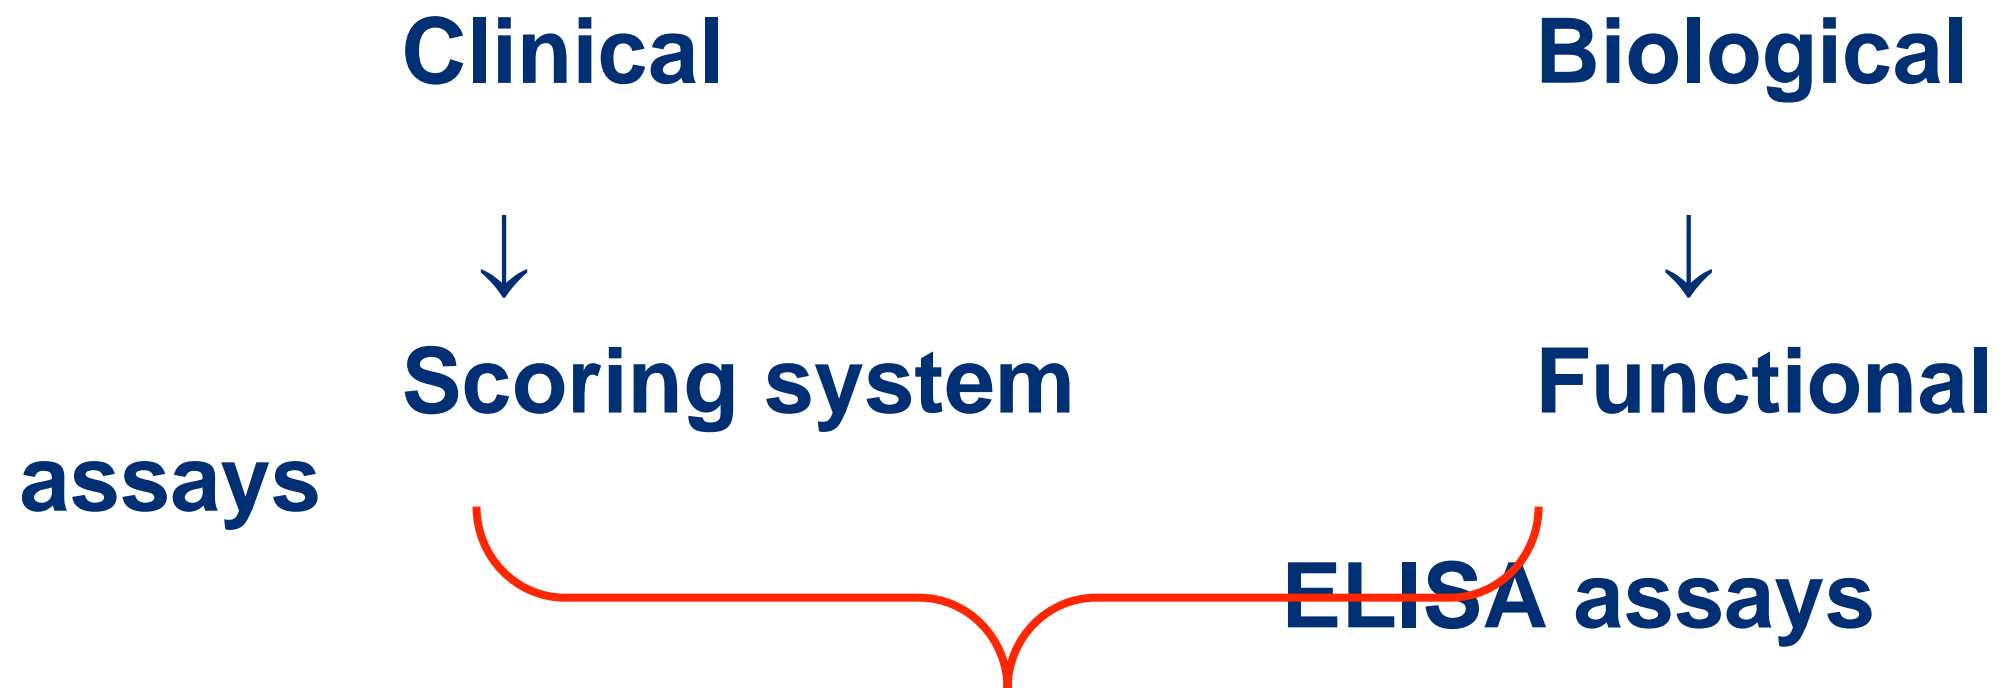 Clinical Biological
↓ ↓
Scoring system Functional
assays
ELISA assays